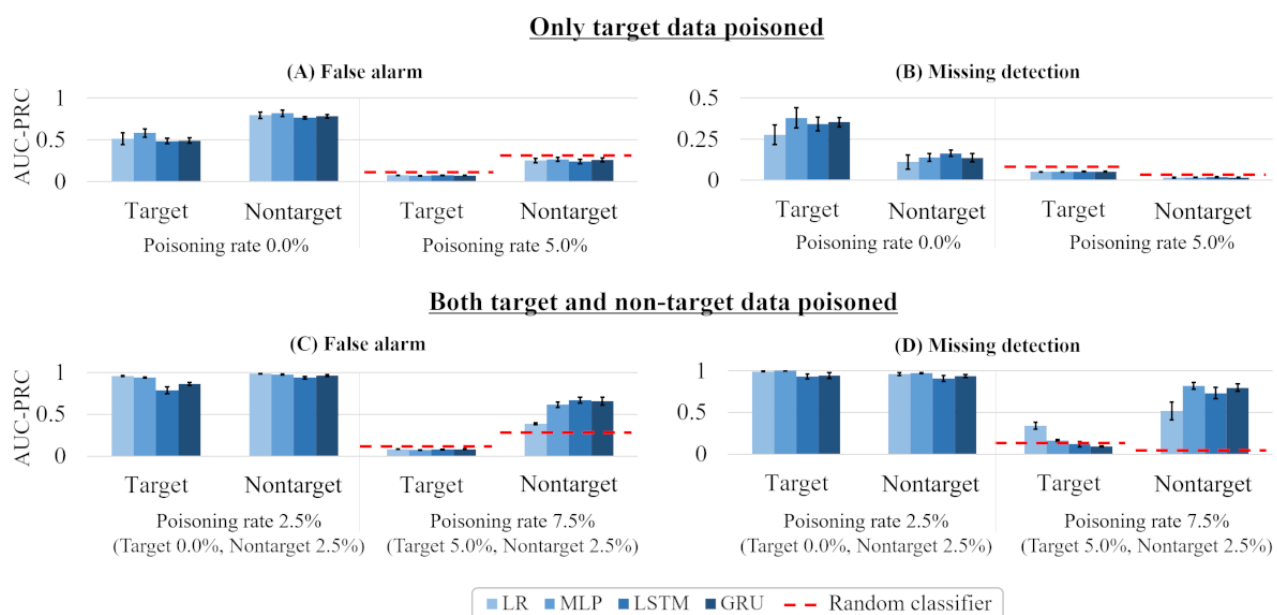 Only target data poisoned
(A) False alarm
(B) Missing detection
AUC-PRC
1
0.5
0
Target
Nontarget
Target
Nontarget
Poisoning rate 0.0%
Poisoning rate 5.0%
0.5
0.25
0
Target
Nontarget
Target
Nontarget
Poisoning rate 0.0%
Poisoning rate 5.0%
Both target and non-target data poisoned
(C) False alarm
(D) Missing detection
AUC-PRC
1
0.5
0
Target
Nontarget
Target
Nontarget
Poisoning rate 2.5%
(Target 0.0%, Nontarget 2.5%)
Poisoning rate 7.5%
(Target 5.0%, Nontarget 2.5%)
1
0.5
0
Target
Nontarget
Target
Nontarget
Poisoning rate 2.5%
(Target 0.0%, Nontarget 2.5%)
Poisoning rate 7.5%
(Target 5.0%, Nontarget 2.5%)
LR MLP LSTM GRU Random classifier